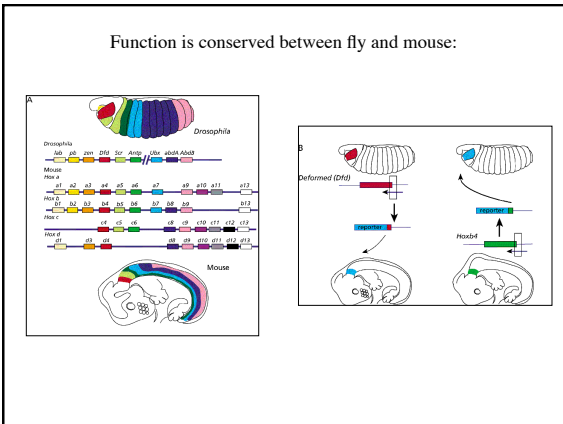 Function is conserved between fly and mouse:
A
Drosophila
Drosophila
lab pb zen Dfd Scr Antp Ubx abdA AbdB
Mouse
Hox a
a1 a2 a3 a4 a5 a6 a7 a9 a10 a11 a13
Hox b
b1 b2 b3 b4 b5 b6 b7 b8 b9 b13
Hox c
c4 c5 c6 c8 c9 c10 c11 c12 c13
Hox d
d1 d3 d4 d8 d9 d10 d11 d12 d13
Mouse
B
Deformed (Dfd)
reporter
reporter
Hoxb4